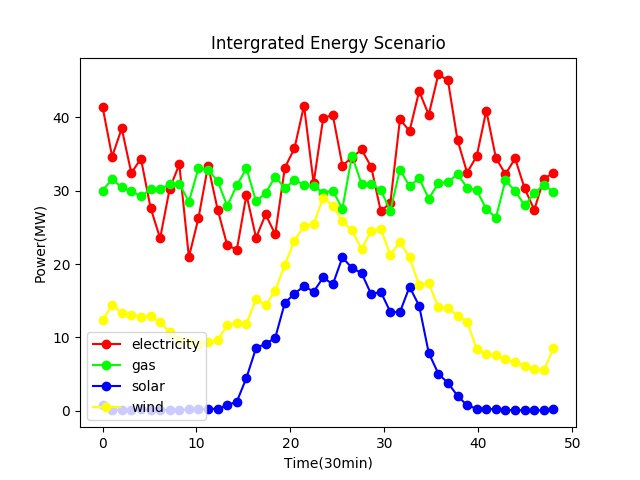 Intergrated Energy Scenario
Power(MW)
40
30
20
10
0
electricity
gas
solar
wind
0 10 20 30 40 50
Time(30min)